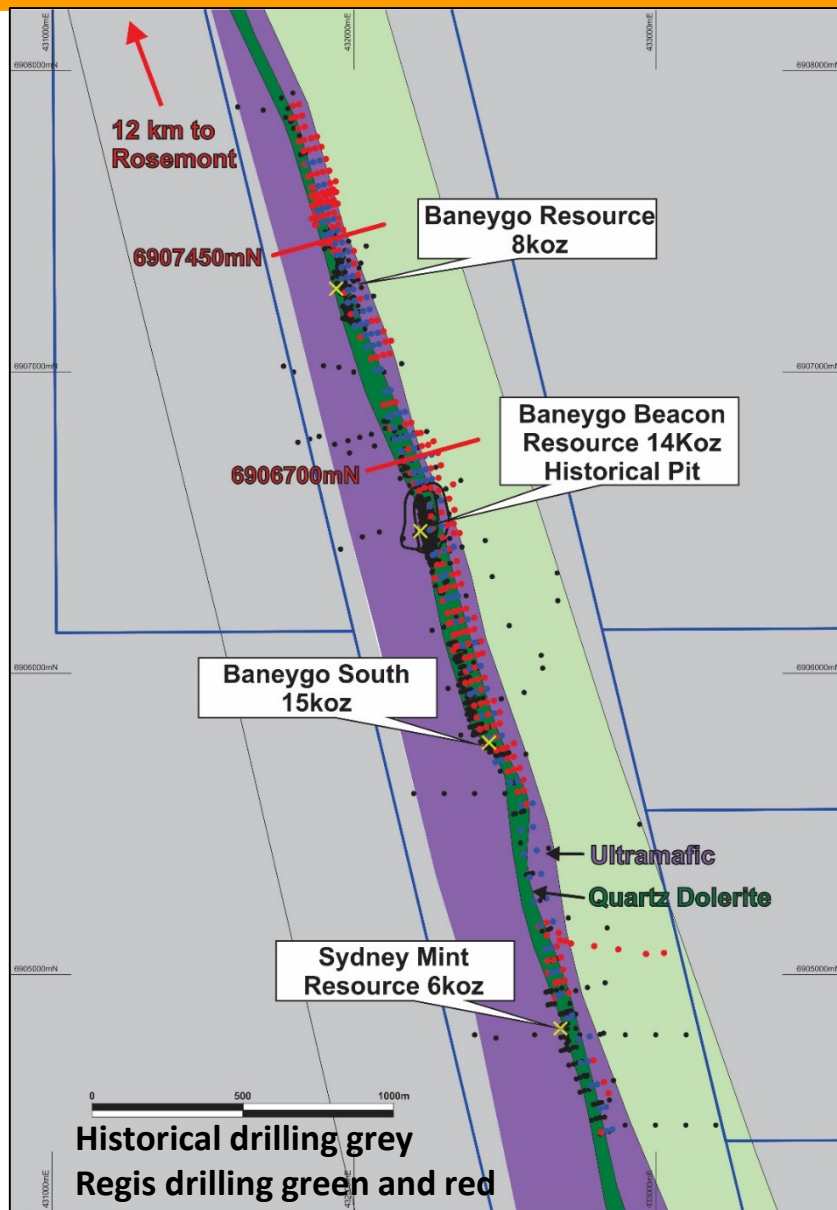 431000mE
432000mE
433000mE
6908000mN
6908000mN
12 km to
Rosemont
Baneygo Resource
8koz
6907450mN
6907000mN
6907000mN
Baneygo Beacon
Resource 14Koz
Historical Pit
6906700mN
6906000mN
6906000mN
Baneygo South
15koz
Ultramafic
Quartz Dolerite
Sydney Mint
Resource 6koz
6905000mN
6905000mN
0
500
1000m
Historical drilling grey
Regis drilling green and red
431000mE
433000mE